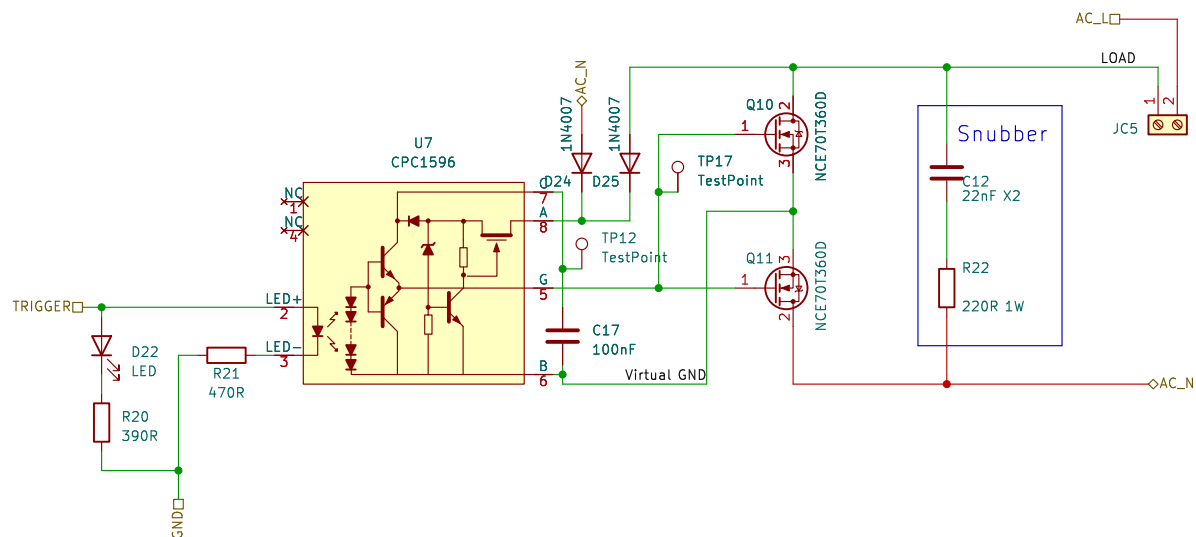 AC_L
LOAD
AC_N
1N4007
1N4007
Q10
2
1
3
NCE70T360D
1
2
JC5
Snubber
U7
CPC1596
TP17
TestPoint
D24
D25
NC
1
NC
4
C
7
A
8
C12
22nF X2
TP12
TestPoint
Q11
3
1
2
NCE70T360D
R22
220R 1W
G
5
TRIGGER
LED+
2
LED-
3
C17
100nF
D22
LED
R21
470R
B
6
Virtual GND
AC_N
R20
390R
GND